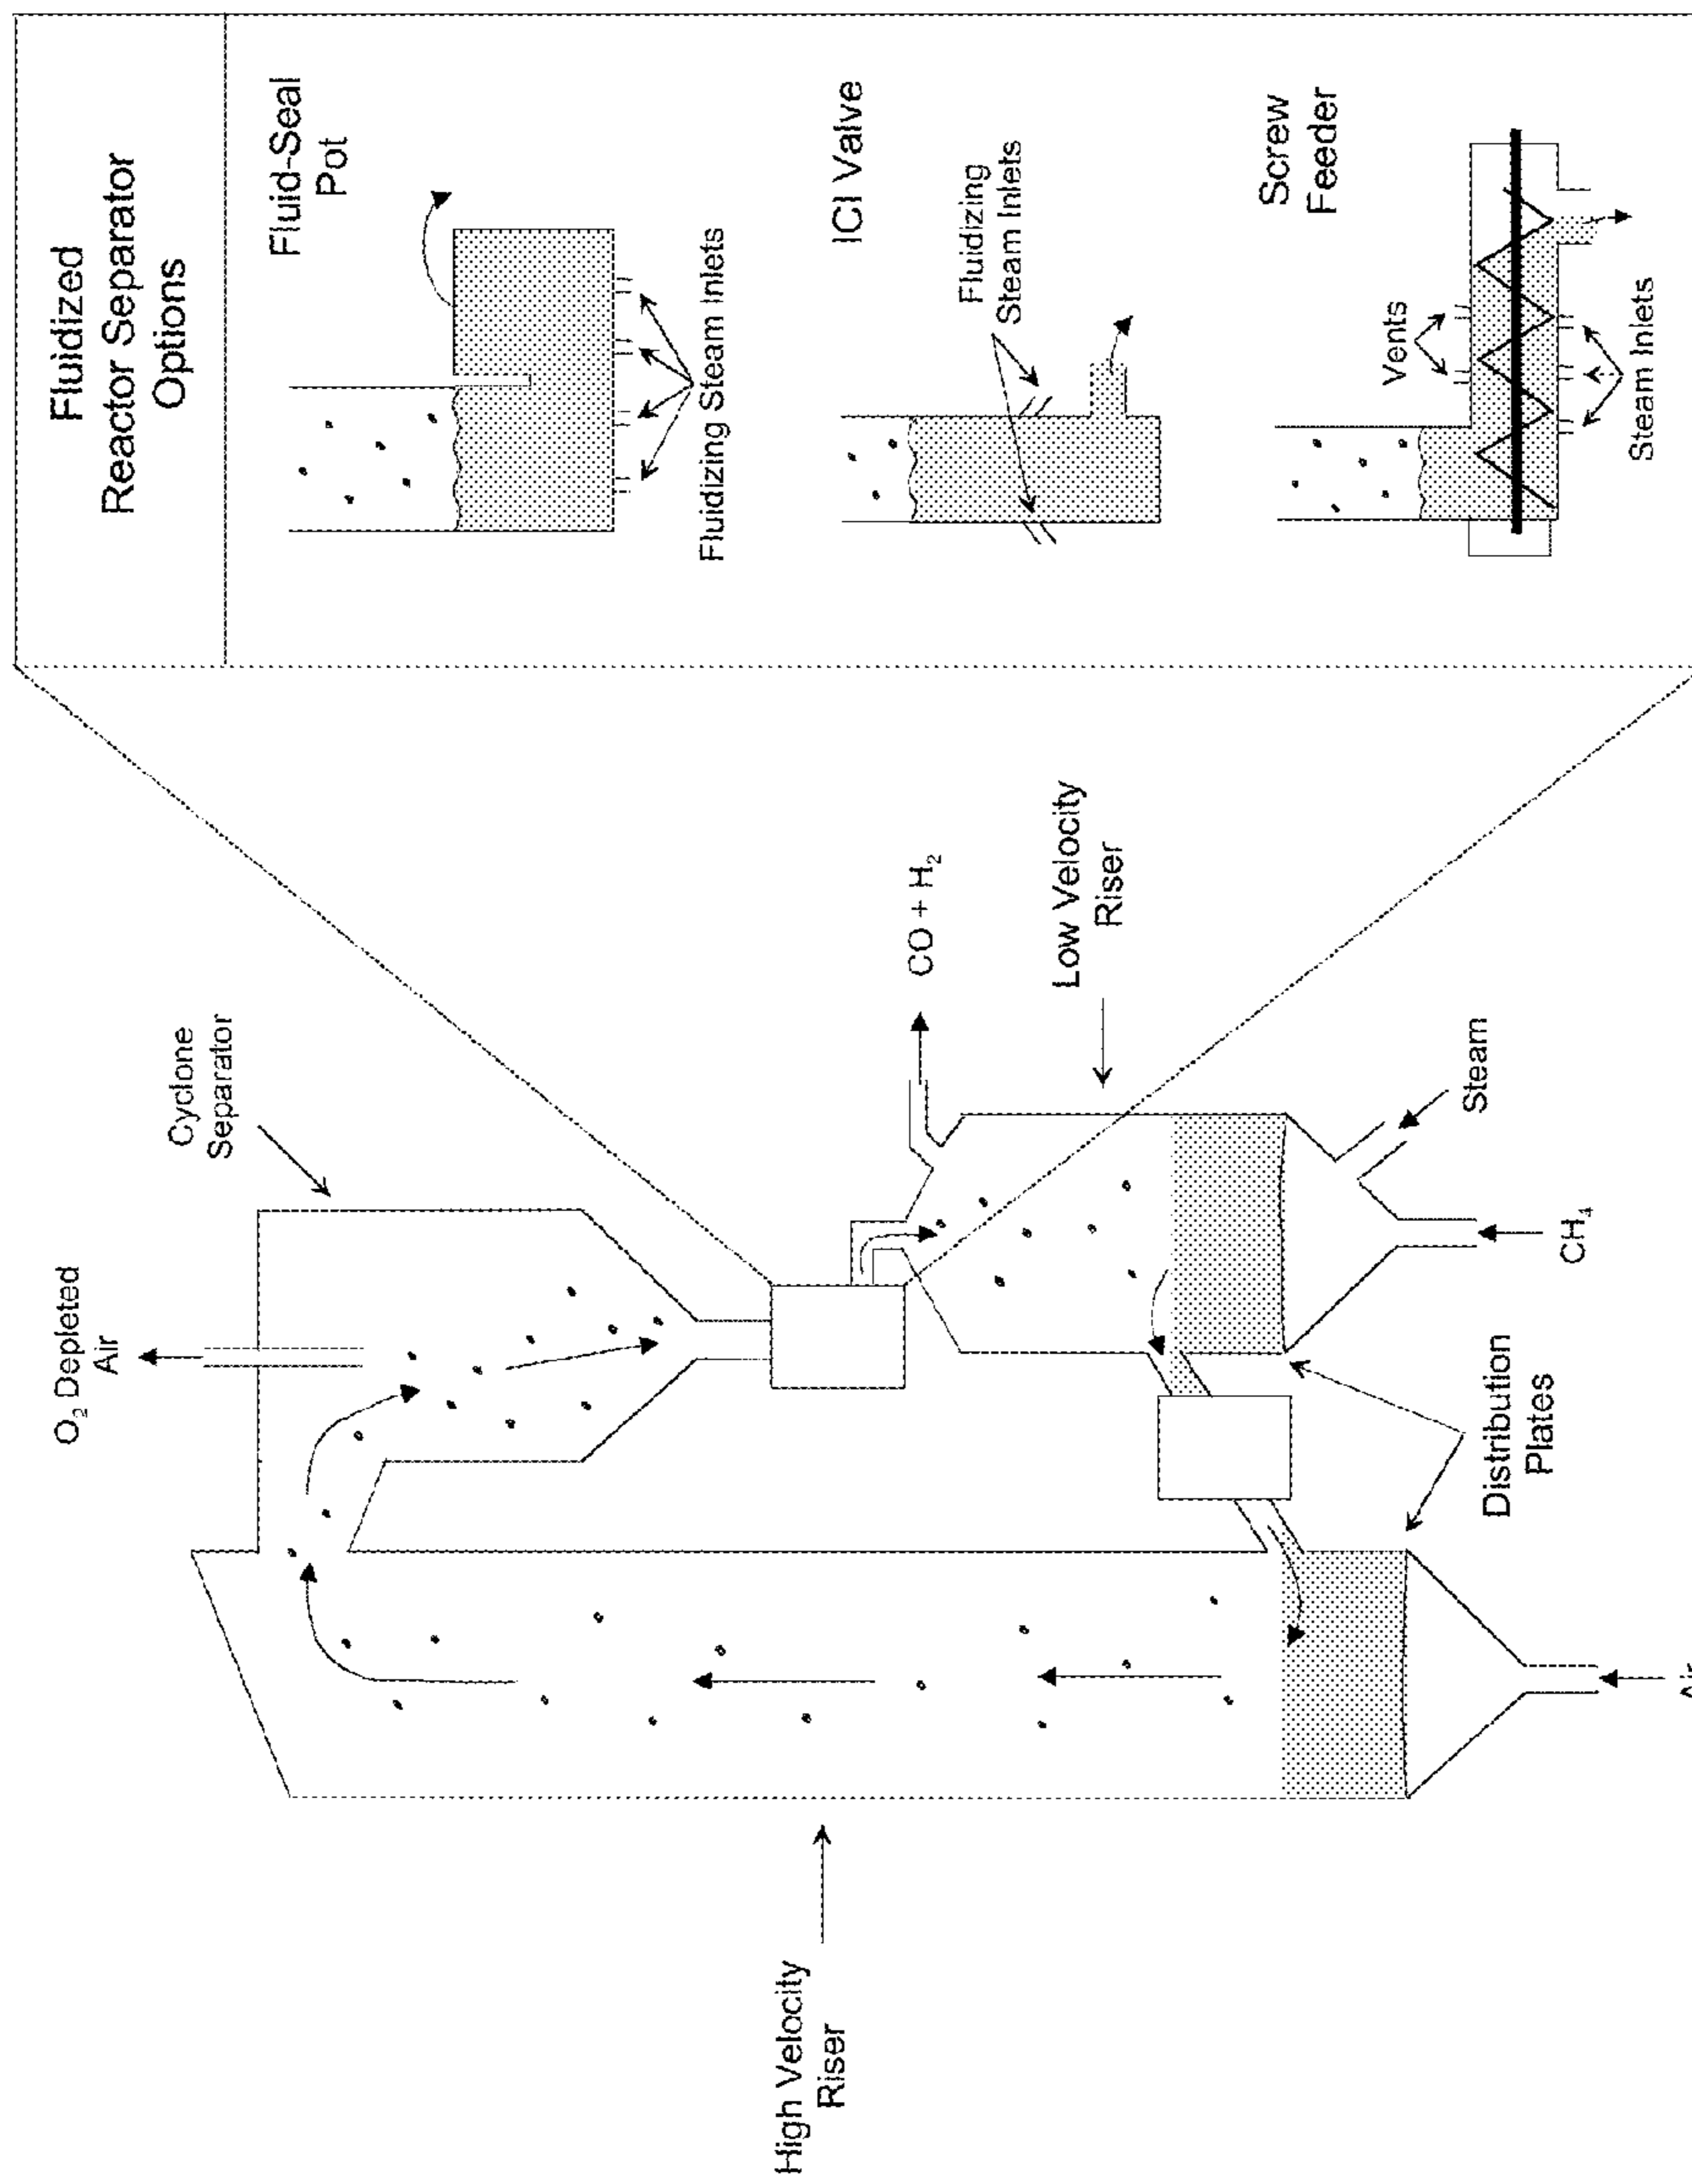 Fluidized
Reactor Separator
Options
Fluid-Seal
Pot
Fluidizing Steam Inlets
ICI Valve
Fluidizing
Steam Inlets
Screw
Feeder
Vents
Steam Inlets
O₂ Depleted
Air
Cyclone
Separator
CO + H₂
Low Velocity
Riser
Steam
CH₄
Distribution
Plates
High Velocity
Riser
Air